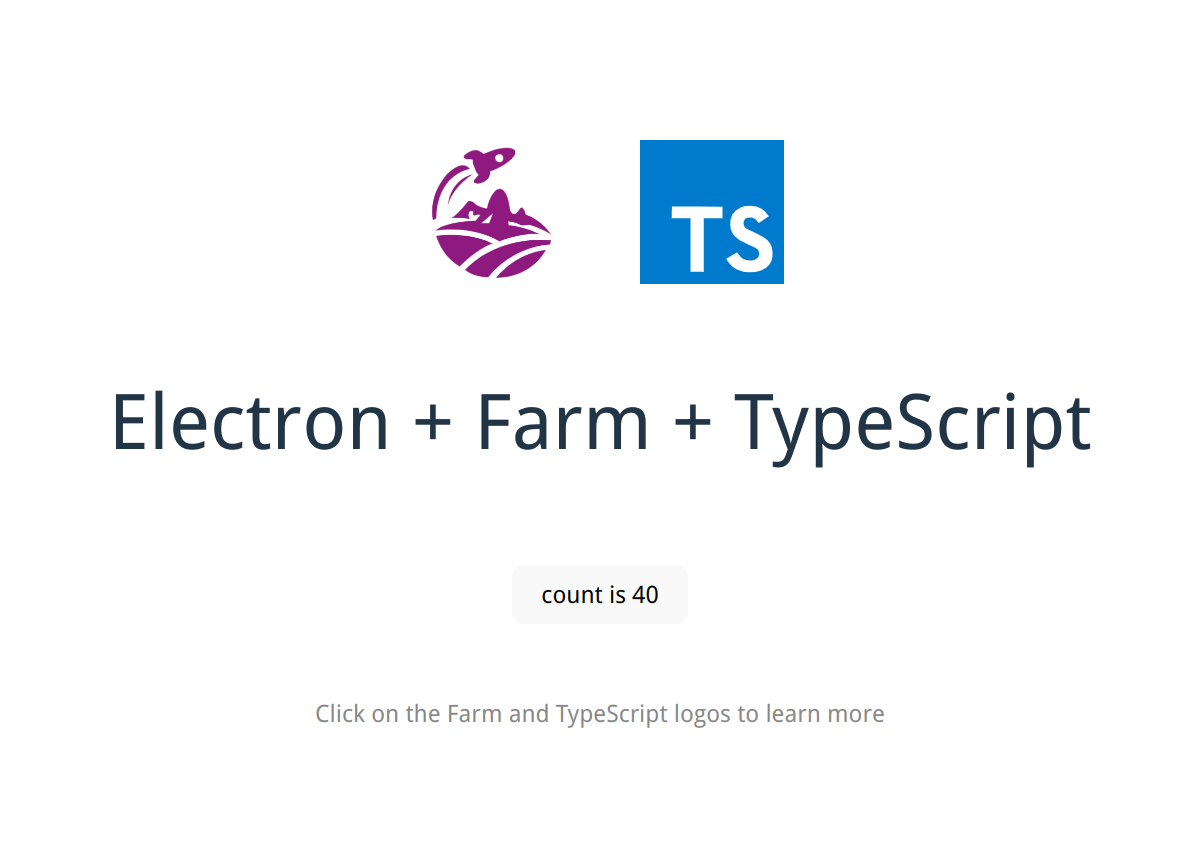 TS
Electron + Farm + TypeScript
count is 40
Click on the Farm and TypeScript logos to learn more